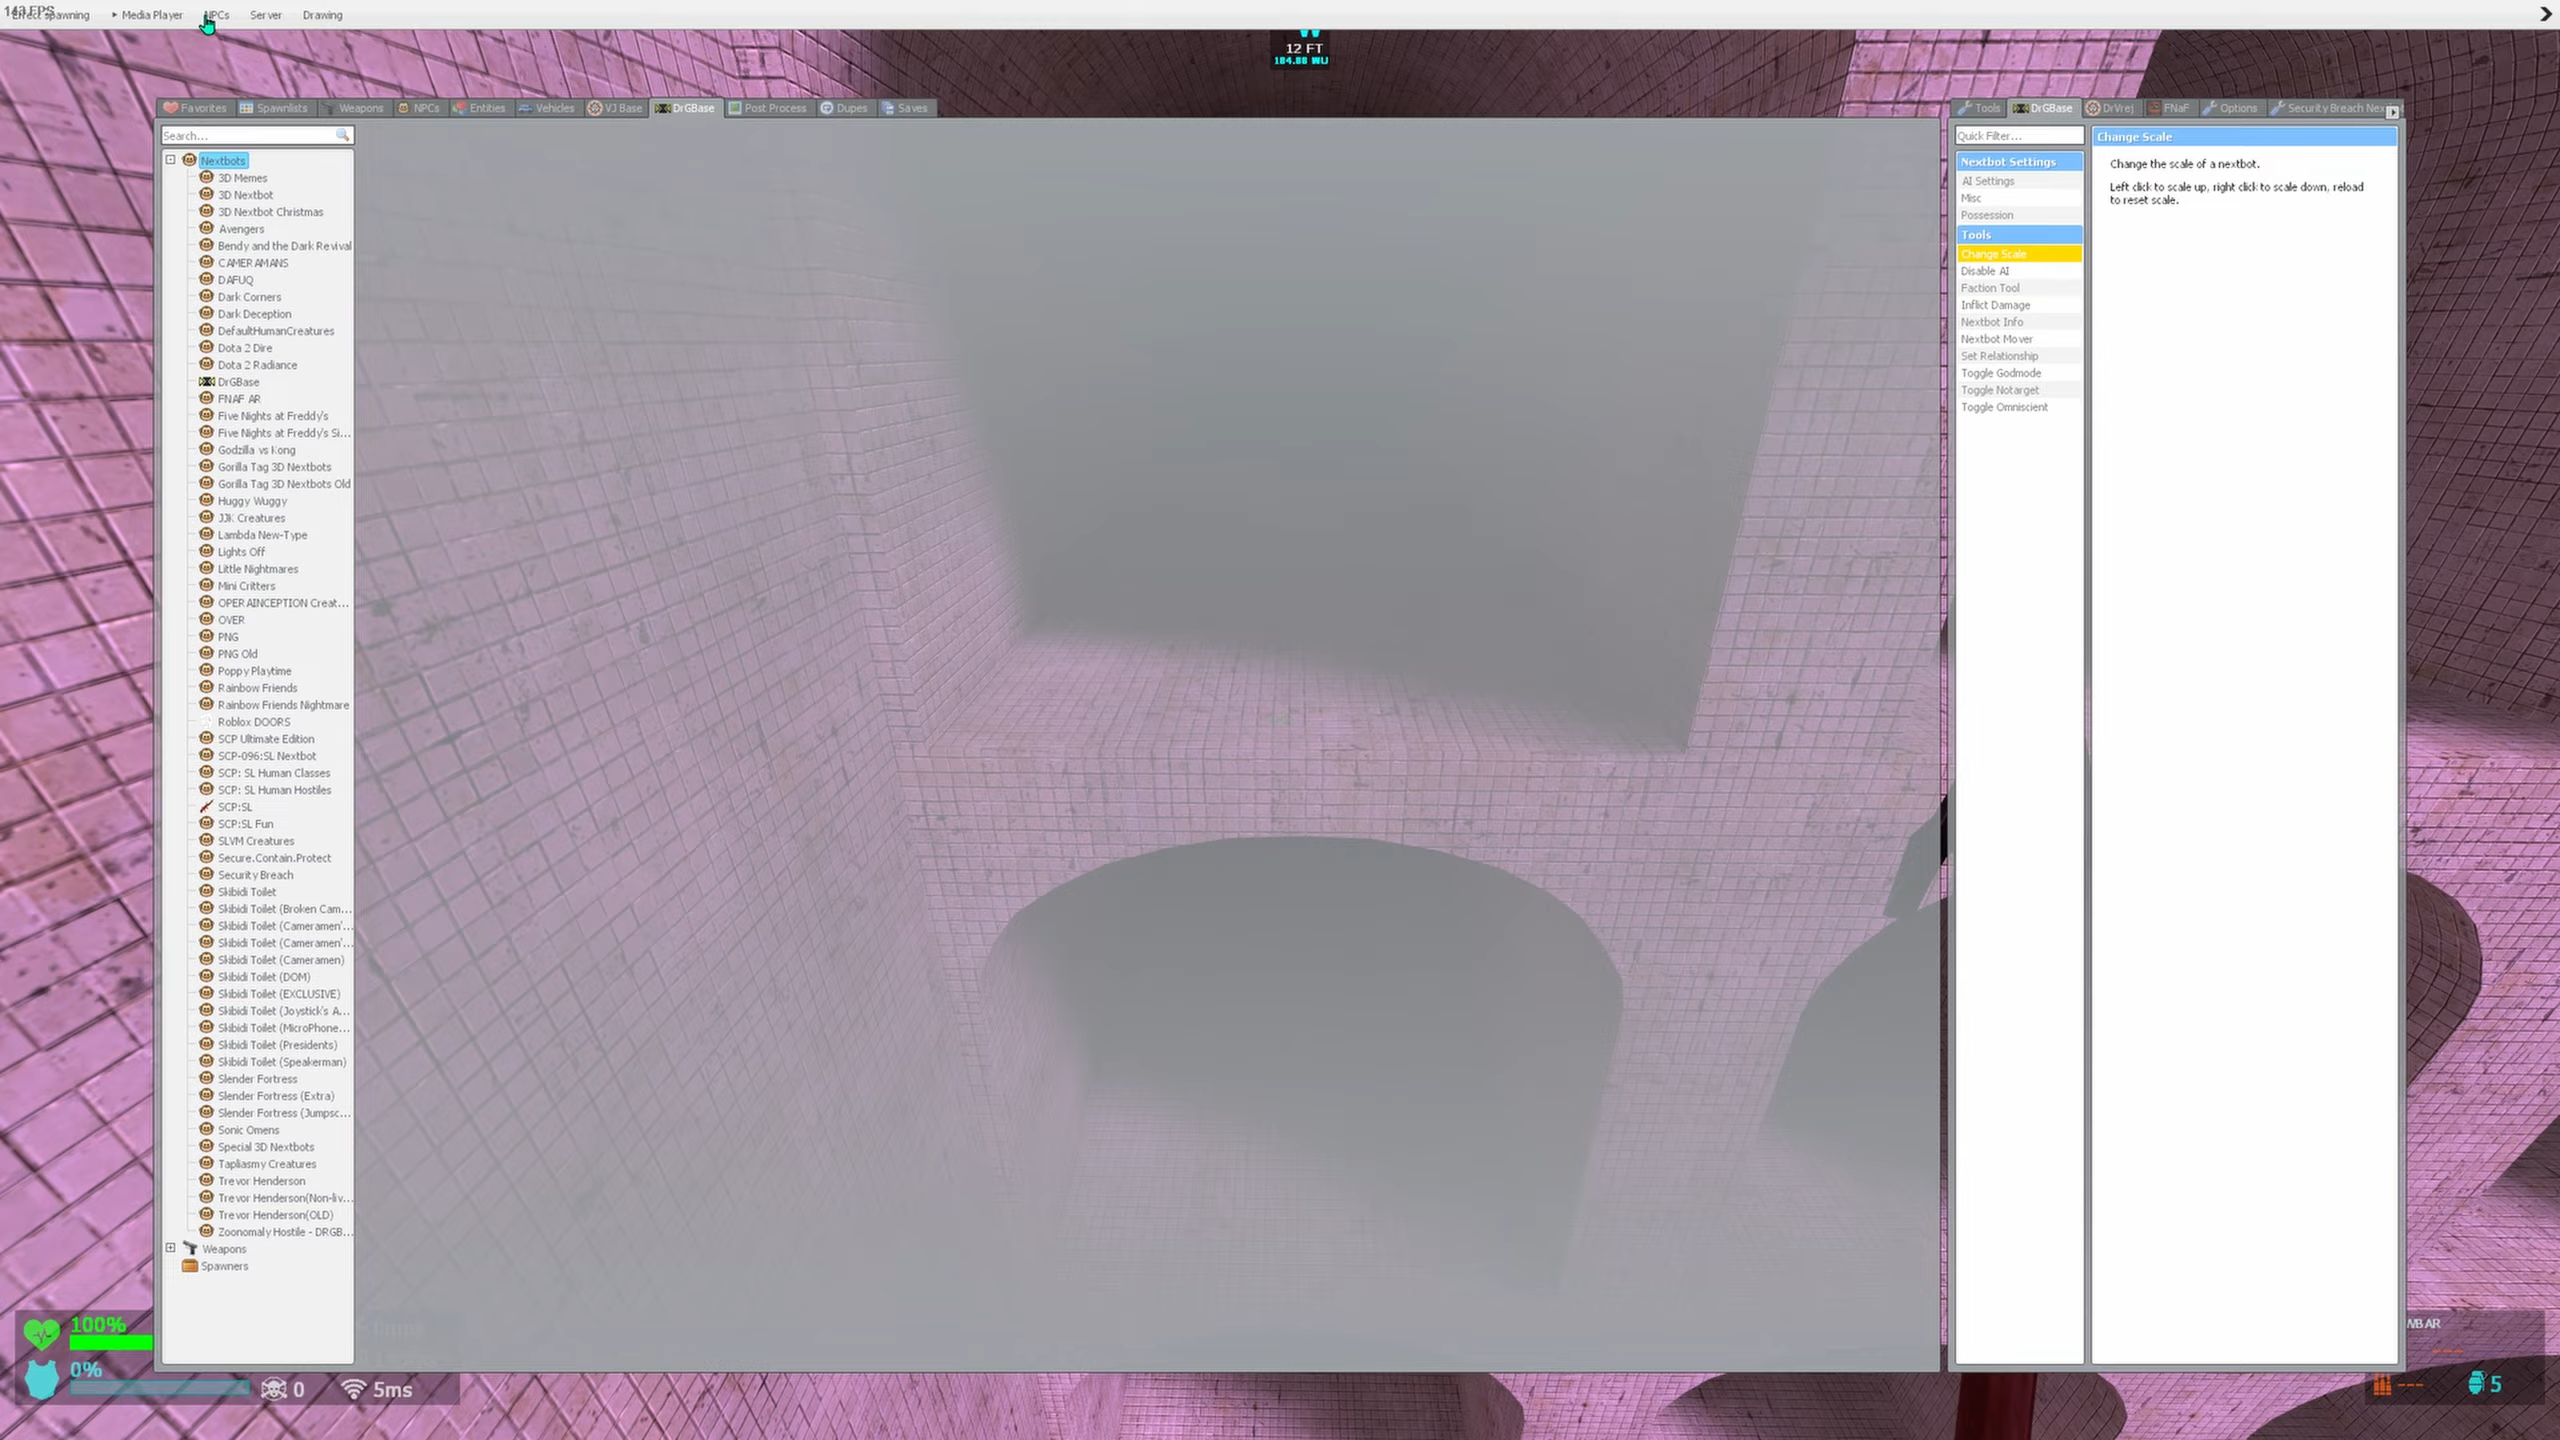 Effect spawning
Media Player
NPCs
Server
Drawing
12 FT
184.88 WU
Favorites
Spawnlists
Weapons
NPCs
Entities
Vehicles
VJ Base
DrGBase
Post Process
Dupes
Saves
Search...
Nextbots
3D Memes
3D Nextbot
3D Nextbot Christmas
Avengers
Bendy and the Dark Revival
CAMERAMANS
DAFUQ
Dark Corners
Dark Deception
DefaultHumanCreatures
Dota 2 Dire
Dota 2 Radiance
DrGBase
FNAF AR
Five Nights at Freddy's
Five Nights at Freddy's Si...
Godzilla vs Kong
Gorilla Tag 3D Nextbots
Gorilla Tag 3D Nextbots Old
Huggy Wuggy
JJK Creatures
Lambda New-Type
Lights Off
Little Nightmares
Mini Critters
OPERAINCEPTION Creat...
OVER
PNG
PNG Old
Poppy Playtime
Rainbow Friends
Rainbow Friends Nightmare
Roblox DOORS
SCP Ultimate Edition
SCP-096:SL Nextbot
SCP: SL Human Classes
SCP: SL Human Hostiles
SCP:SL
SCP:SL Fun
SLVM Creatures
Secure.Contain.Protect
Security Breach
Skibidi Toilet
Skibidi Toilet (Broken Cam...
Skibidi Toilet (Cameramen'...
Skibidi Toilet (Cameramen'...
Skibidi Toilet (Cameramen)
Skibidi Toilet (DOM)
Skibidi Toilet (EXCLUSIVE)
Skibidi Toilet (Joystick's A...
Skibidi Toilet (MicroPhone...
Skibidi Toilet (Presidents)
Skibidi Toilet (Speakerman)
Slender Fortress
Slender Fortress (Extra)
Slender Fortress (Jumpsc...
Sonic Omens
Special 3D Nextbots
Tapliasmy Creatures
Trevor Henderson
Trevor Henderson(Non-liv...
Trevor Henderson(OLD)
Zoonomaly Hostile - DRGB...
Weapons
Spawners
Tools
DrGBase
DrVrej
FNaF
Options
Security Breach Nex
Quick Filter...
Nextbot Settings
AI Settings
Misc
Possession
Tools
Change Scale
Disable AI
Faction Tool
Inflict Damage
Nextbot Info
Nextbot Mover
Set Relationship
Toggle Godmode
Toggle Notarget
Toggle Omniscient
Change Scale
Change the scale of a nextbot.
Left click to scale up, right click to scale down, reload
to reset scale.
100%
0%
0
5ms
WBAR
---
5